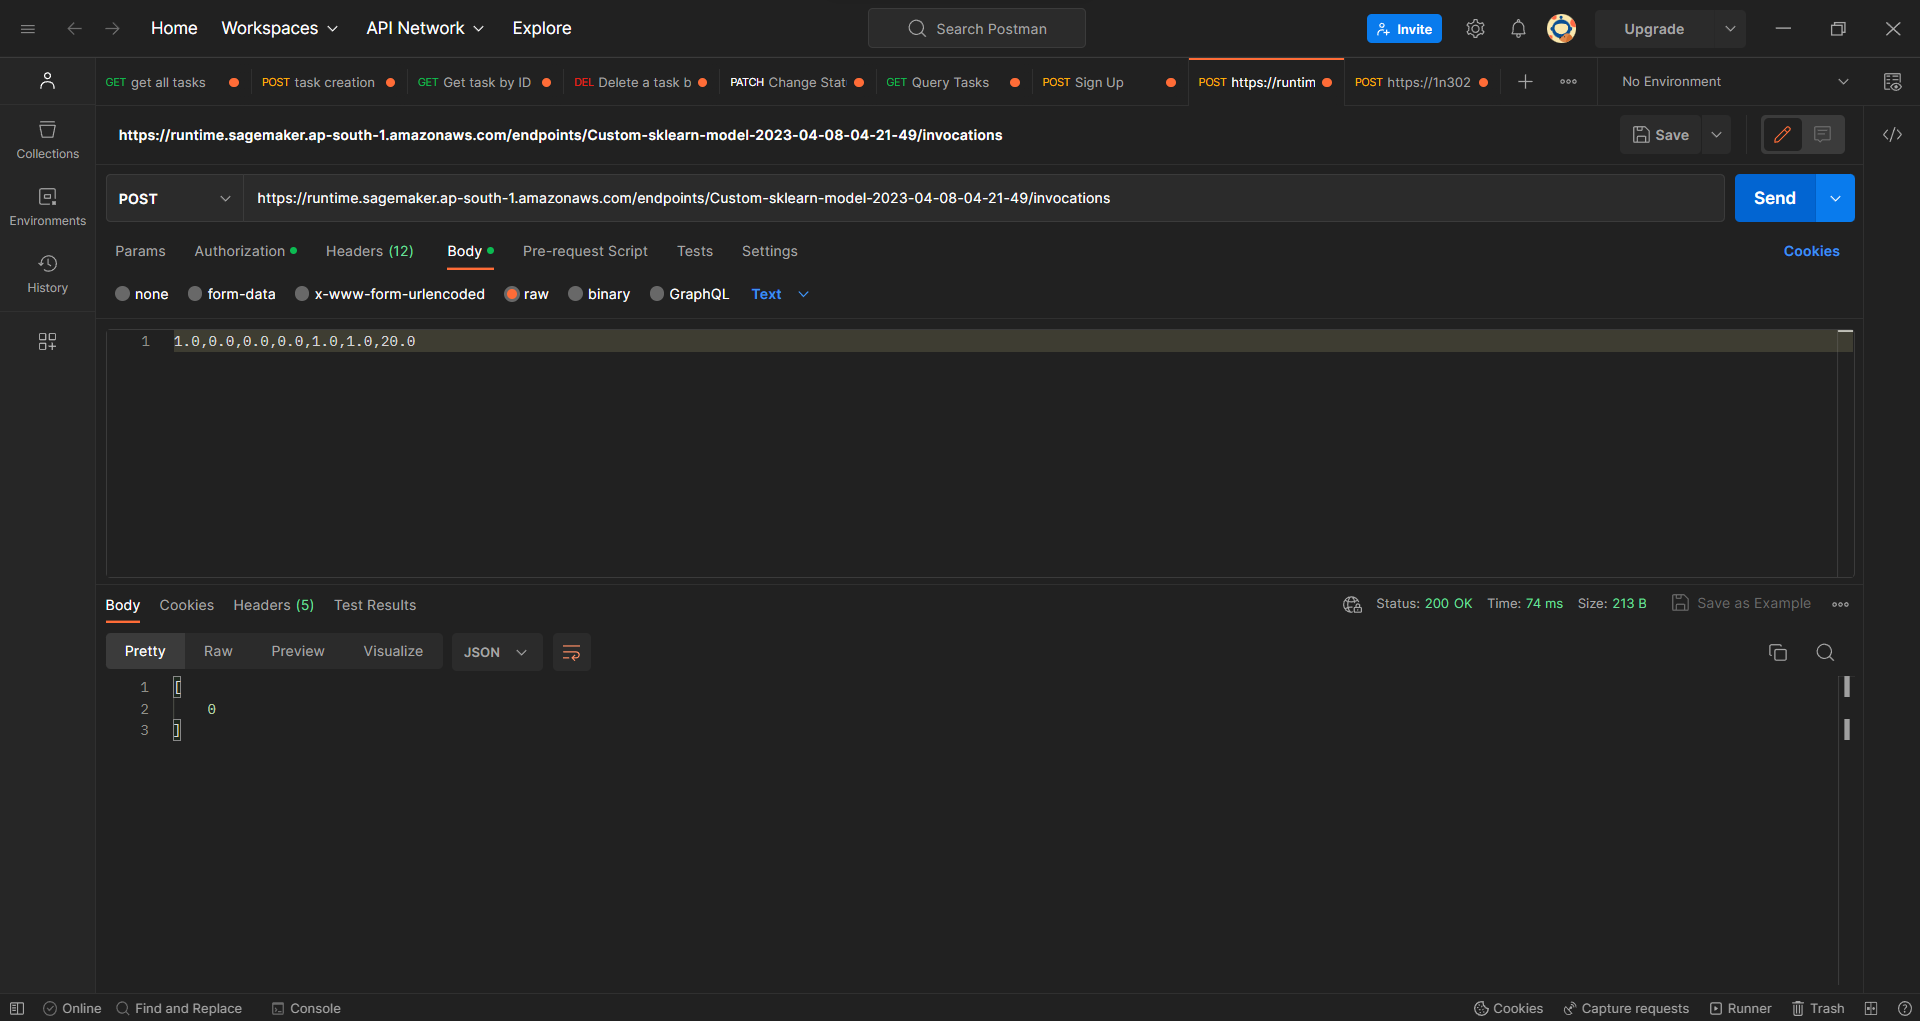 Home Workspaces API Network Explore Search Postman Invite Upgrade
GET get all tasks POST task creation GET Get task by ID DEL Delete a task b PATCH Change Stat GET Query Tasks POST Sign Up POST https://runtim POST https://1n302 No Environment
https://runtime.sagemaker.ap-south-1.amazonaws.com/endpoints/Custom-sklearn-model-2023-04-08-04-21-49/invocations Save
Collections
POST https://runtime.sagemaker.ap-south-1.amazonaws.com/endpoints/Custom-sklearn-model-2023-04-08-04-21-49/invocations Send
Environments
Params Authorization Headers (12) Body Pre-request Script Tests Settings Cookies
History
none form-data x-www-form-urlencoded raw binary GraphQL Text
1 1.0,0.0,0.0,0.0,1.0,1.0,20.0
Body Cookies Headers (5) Test Results Status: 200 OK Time: 74 ms Size: 213 B Save as Example
Pretty Raw Preview Visualize JSON
1 [
2 0
3 ]
Online Find and Replace Console Cookies Capture requests Runner Trash